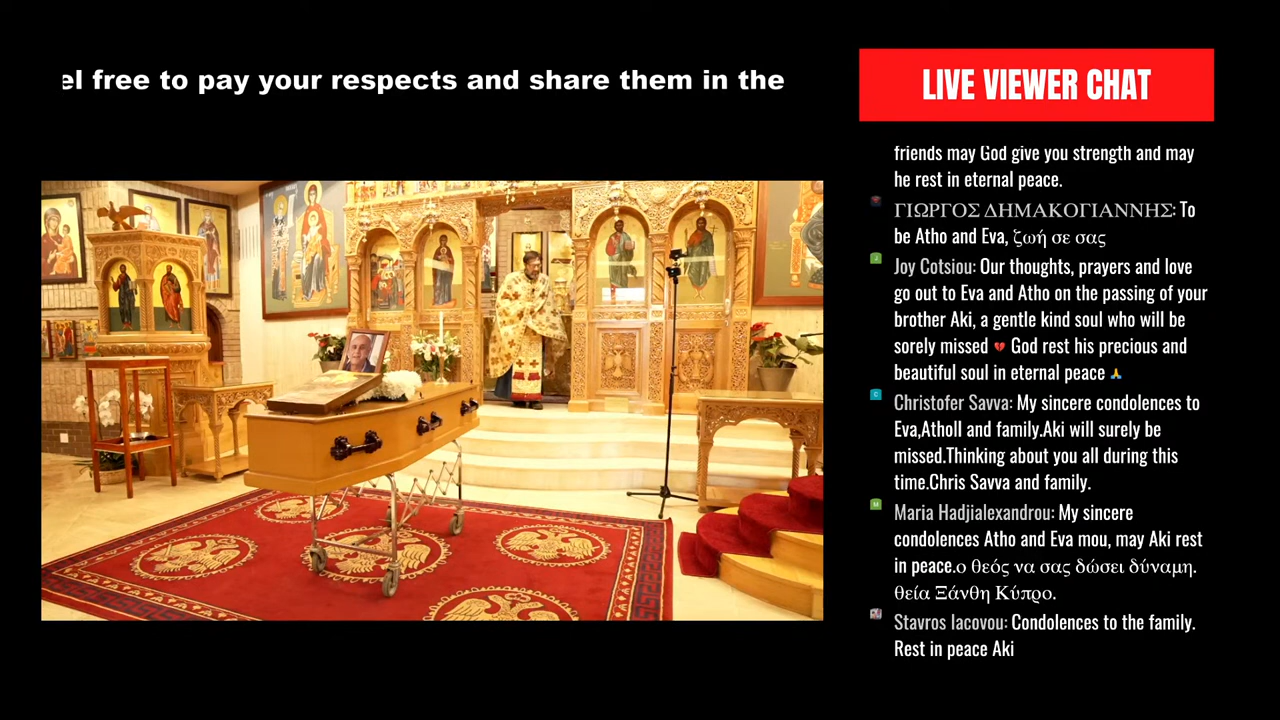 el free to pay your respects and share them in the
LIVE VIEWER CHAT
friends may God give you strength and may
he rest in eternal peace.
ΓΙΩΡΓΟΣ ΔΗΜΑΚΟΓΙΑΝΝΗΣ: To
be Atho and Eva, ζωή σε σας
Joy Cotsiou: Our thoughts, prayers and love
go out to Eva and Atho on the passing of your
brother Aki, a gentle kind soul who will be
sorely missed 💔 God rest his precious and
beautiful soul in eternal peace 🙏
Christofer Savva: My sincere condolences to
Eva,Atholl and family.Aki will surely be
missed.Thinking about you all during this
time.Chris Savva and family.
Maria Hadjialexandrou: My sincere
condolences Atho and Eva mou, may Aki rest
in peace.ο θεός να σας δώσει δύναμη.
θεία Ξάνθη Κύπρο.
Stavros Iacovou: Condolences to the family.
Rest in peace Aki